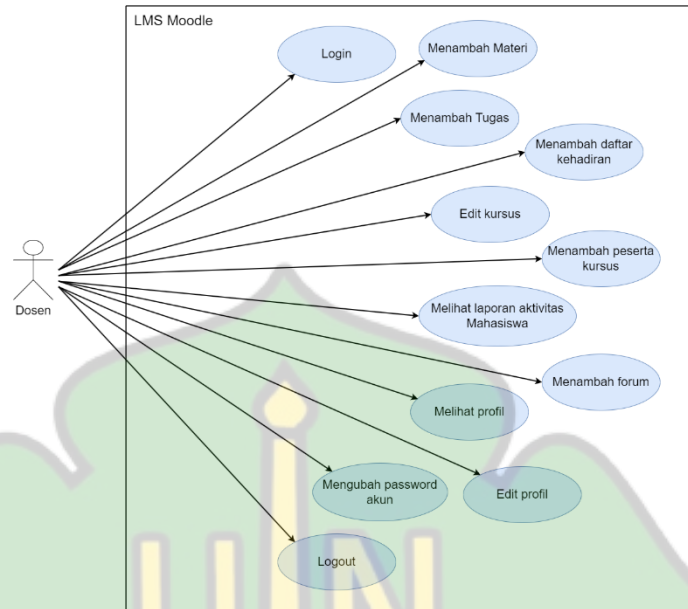 LMS Moodle
Login
Menambah Materi
Menambah Tugas
Menambah daftar
kehadiran
Edit kursus
Menambah peserta
kursus
Dosen
Melihat laporan aktivitas
Mahasiswa
Menambah forum
Melihat profil
Mengubah password
akun
Edit profil
Logout
UIN